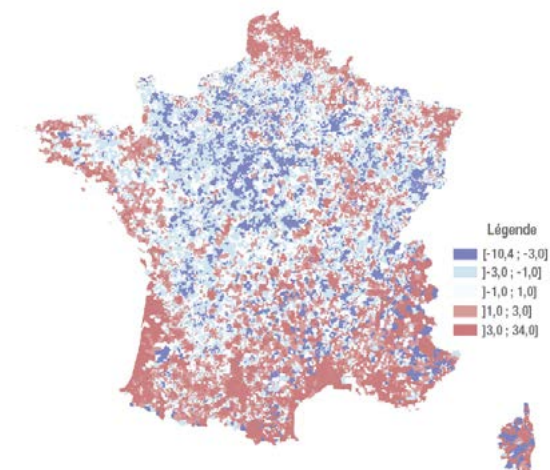 Légende
[-10,4 ; -3,0]
]-3,0 ; -1,0]
]-1,0 ; 1,0]
]1,0 ; 3,0]
]3,0 ; 34,0]